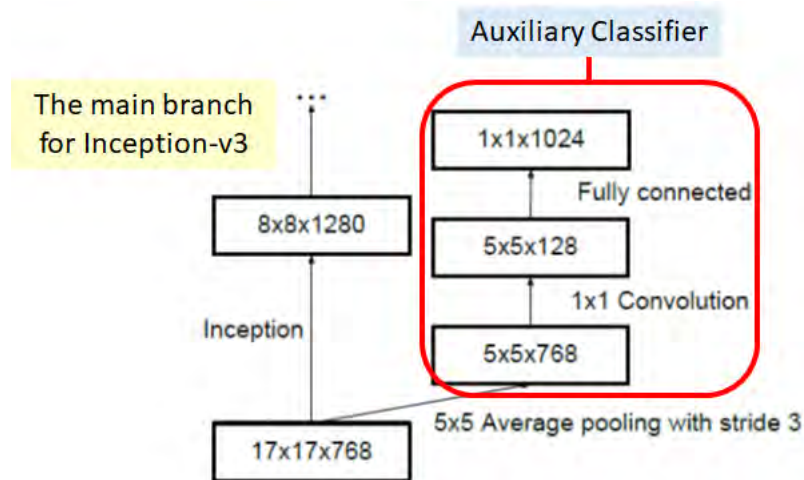 Auxiliary Classifier
The main branch
for Inception-v3
...
1x1x1024
Fully connected
8x8x1280
5x5x128
1x1 Convolution
Inception
5x5x768
5x5 Average pooling with stride 3
17x17x768